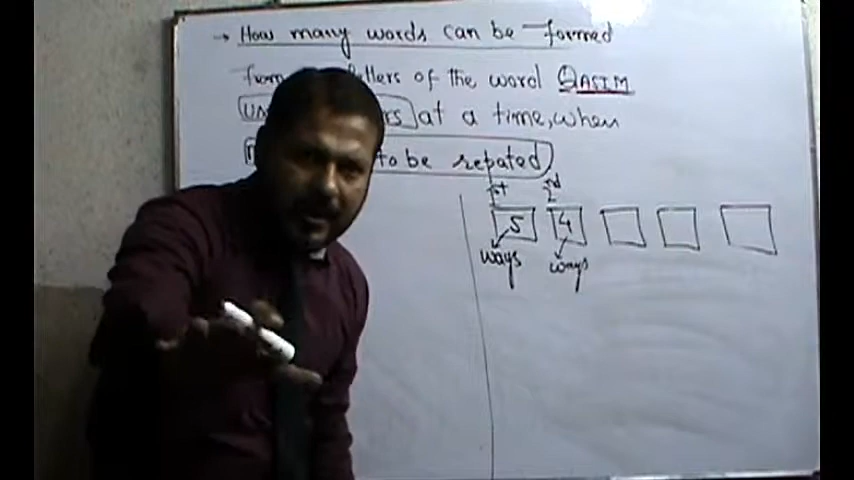 → How many words can be formed
from letters of the word QASIM
at a time, when
to be repated
1st 2nd
5 4
ways ways